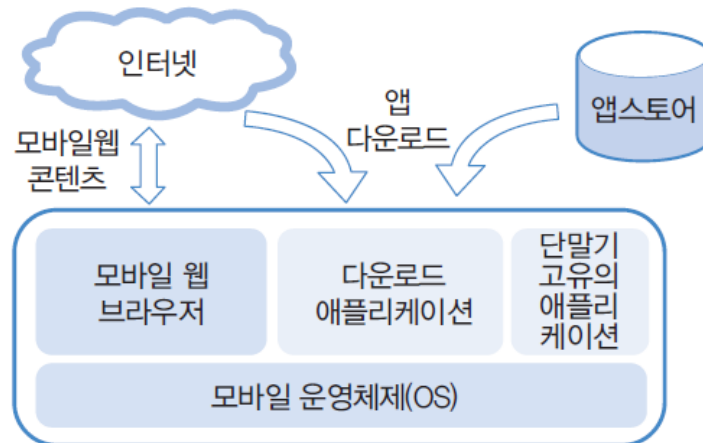 인터넷
앱
다운로드
앱스토어
모바일웹
콘텐츠
모바일 웹
브라우저
다운로드
애플리케이션
단말기
고유의
애플리
케이션
모바일 운영체제(OS)